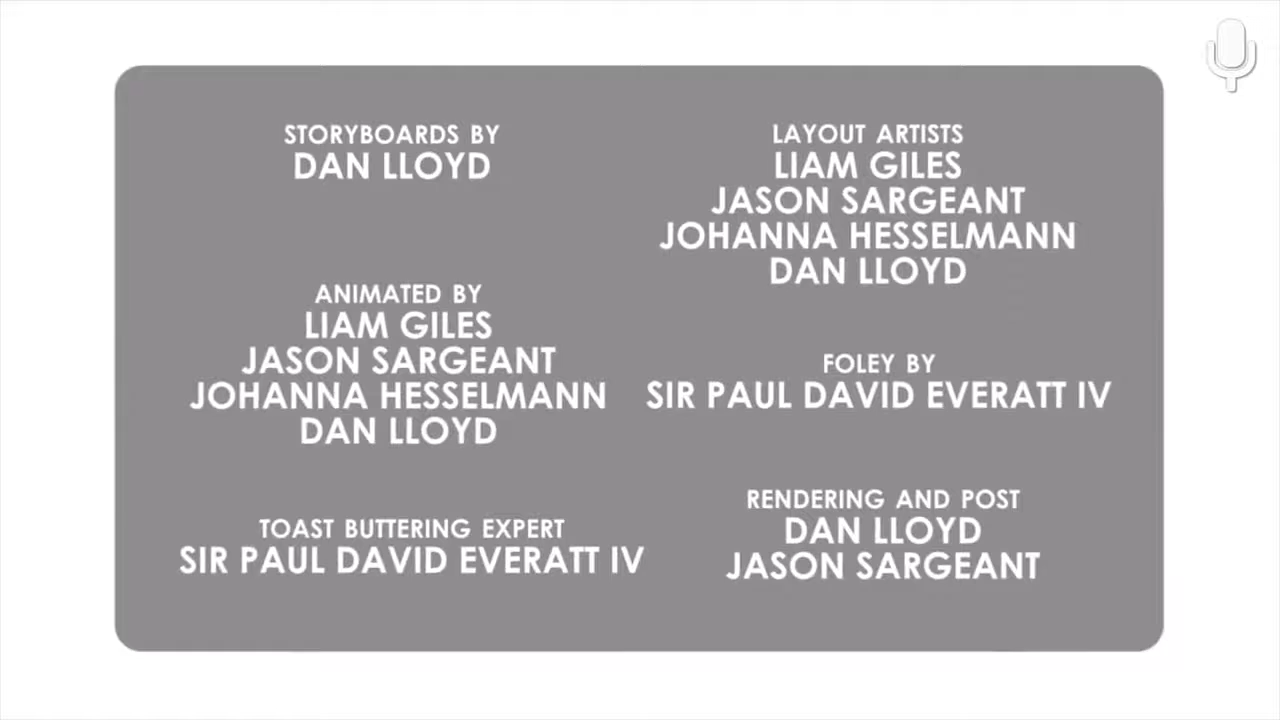 STORYBOARDS BY
DAN LLOYD
ANIMATED BY
LIAM GILES
JASON SARGEANT
JOHANNA HESSELMANN
DAN LLOYD
TOAST BUTTERING EXPERT
SIR PAUL DAVID EVERATT IV
LAYOUT ARTISTS
LIAM GILES
JASON SARGEANT
JOHANNA HESSELMANN
DAN LLOYD
FOLEY BY
SIR PAUL DAVID EVERATT IV
RENDERING AND POST
DAN LLOYD
JASON SARGEANT